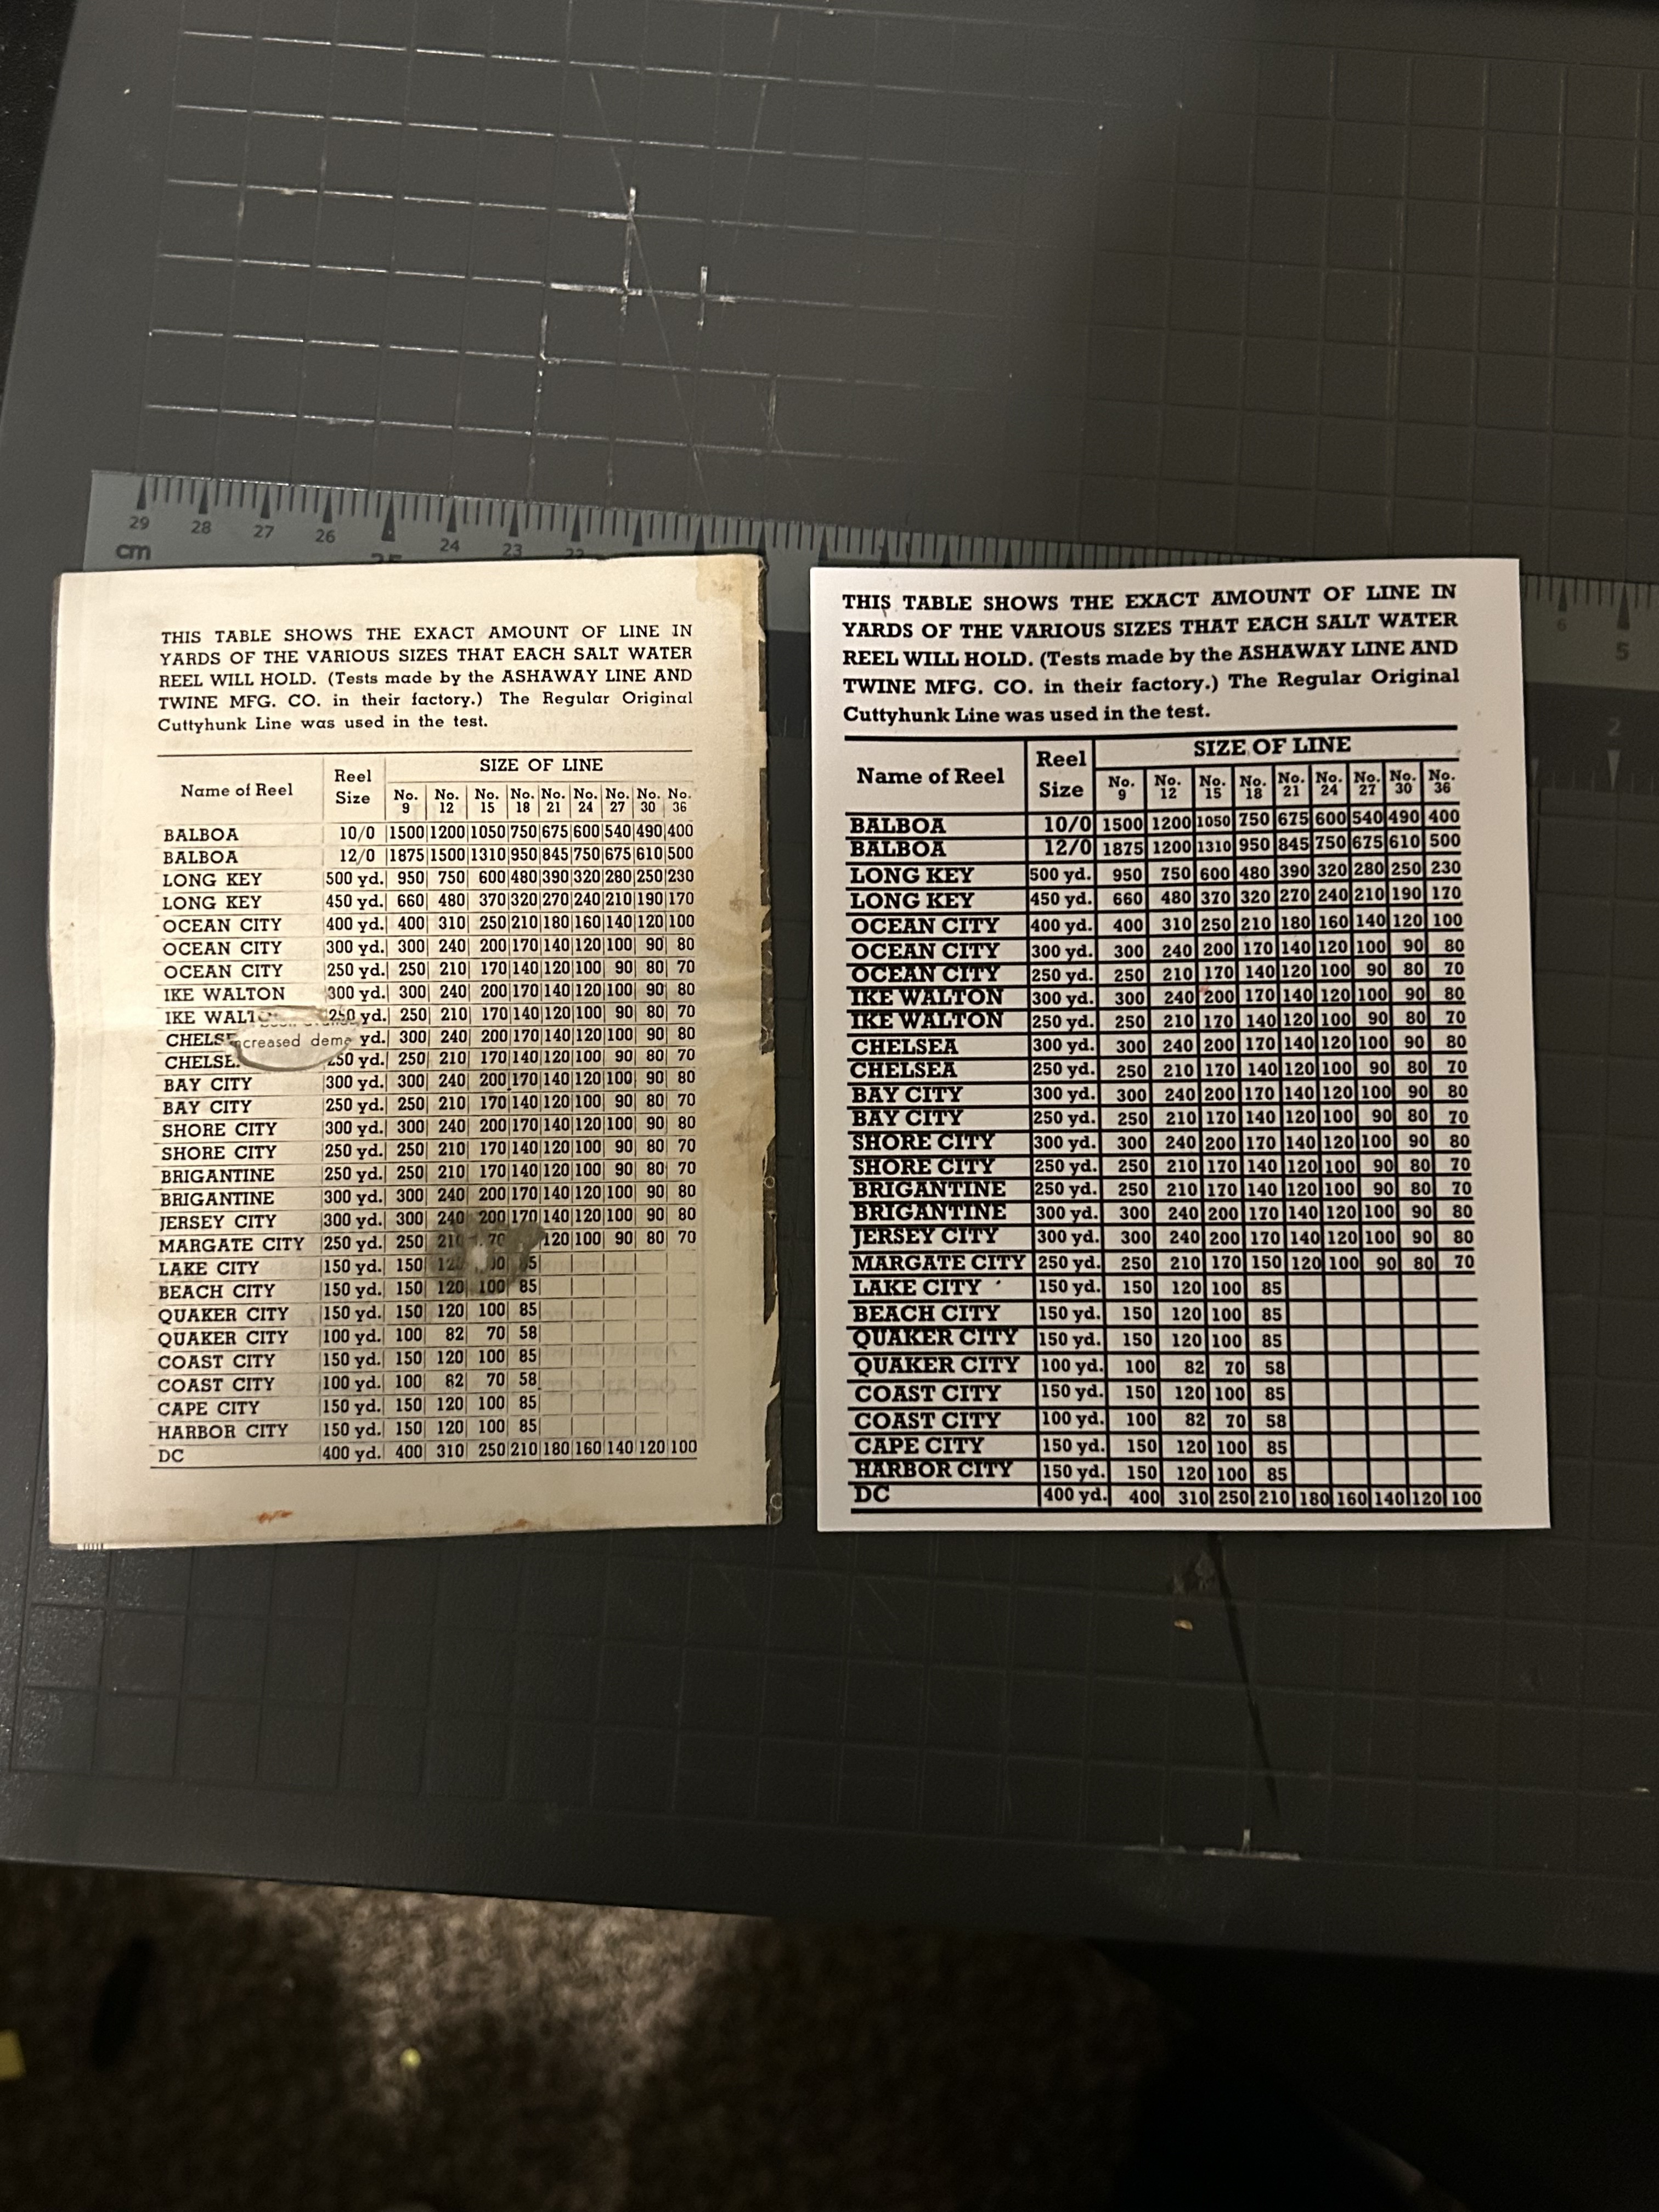 29 28 27 26 24 23 22
cm 25
THIS TABLE SHOWS THE EXACT AMOUNT OF LINE IN
YARDS OF THE VARIOUS SIZES THAT EACH SALT WATER
REEL WILL HOLD. (Tests made by the ASHAWAY LINE AND
TWINE MFG. CO. in their factory.) The Regular Original
Cuttyhunk Line was used in the test.
Name of Reel Reel Size SIZE OF LINE
No. 9 No. 12 No. 15 No. 18 No. 21 No. 24 No. 27 No. 30 No. 36
BALBOA 10/0 1500 1200 1050 750 675 600 540 490 400
BALBOA 12/0 1875 1500 1310 950 845 750 675 610 500
LONG KEY 500 yd. 950 750 600 480 390 320 280 250 230
LONG KEY 450 yd. 660 480 370 320 270 240 210 190 170
OCEAN CITY 400 yd. 400 310 250 210 180 160 140 120 100
OCEAN CITY 300 yd. 300 240 200 170 140 120 100 90 80
OCEAN CITY 250 yd. 250 210 170 140 120 100 90 80 70
IKE WALTON 300 yd. 300 240 200 170 140 120 100 90 80
IKE 250 yd. 250 210 170 140 120 100 90 80 70
creased yd. 300 240 200 170 140 120 100 90 80
250 yd. 250 210 170 140 120 100 90 80 70
BAY CITY 300 yd. 300 240 200 170 140 120 100 90 80
BAY CITY 250 yd. 250 210 170 140 120 100 90 80 70
SHORE CITY 300 yd. 300 240 200 170 140 120 100 90 80
SHORE CITY 250 yd. 250 210 170 140 120 100 90 80 70
BRIGANTINE 250 yd. 250 210 170 140 120 100 90 80 70
BRIGANTINE 300 yd. 300 240 200 170 140 120 100 90 80
JERSEY CITY 300 yd. 300 240 200 170 140 120 100 90 80
MARGATE CITY 250 yd. 250 120 100 90 80 70
LAKE CITY 150 yd. 150
BEACH CITY 150 yd. 150 120 100 85
QUAKER CITY 150 yd. 150 120 100 85
QUAKER CITY 100 yd. 100 82 70 58
COAST CITY 150 yd. 150 120 100 85
COAST CITY 100 yd. 100 82 70 58
CAPE CITY 150 yd. 150 120 100 85
HARBOR CITY 150 yd. 150 120 100 85
DC 400 yd. 400 310 250 210 180 160 140 120 100
THIS TABLE SHOWS THE EXACT AMOUNT OF LINE IN
YARDS OF THE VARIOUS SIZES THAT EACH SALT WATER
REEL WILL HOLD. (Tests made by the ASHAWAY LINE AND
TWINE MFG. CO. in their factory.) The Regular Original
Cuttyhunk Line was used in the test.
Name of Reel Reel Size SIZE OF LINE
No. 9 No. 12 No. 15 No. 18 No. 21 No. 24 No. 27 No. 30 No. 36
BALBOA 10/0 1500 1200 1050 750 675 600 540 490 400
BALBOA 12/0 1875 1200 1310 950 845 750 675 610 500
LONG KEY 500 yd. 950 750 600 480 390 320 280 250 230
LONG KEY 450 yd. 660 480 370 320 270 240 210 190 170
OCEAN CITY 400 yd. 400 310 250 210 180 160 140 120 100
OCEAN CITY 300 yd. 300 240 200 170 140 120 100 90 80
OCEAN CITY 250 yd. 250 210 170 140 120 100 90 80 70
IKE WALTON 300 yd. 300 240 200 170 140 120 100 90 80
IKE WALTON 250 yd. 250 210 170 140 120 100 90 80 70
CHELSEA 300 yd. 300 240 200 170 140 120 100 90 80
CHELSEA 250 yd. 250 210 170 140 120 100 90 80 70
BAY CITY 300 yd. 300 240 200 170 140 120 100 90 80
BAY CITY 250 yd. 250 210 170 140 120 100 90 80 70
SHORE CITY 300 yd. 300 240 200 170 140 120 100 90 80
SHORE CITY 250 yd. 250 210 170 140 120 100 90 80 70
BRIGANTINE 250 yd. 250 210 170 140 120 100 90 80 70
BRIGANTINE 300 yd. 300 240 200 170 140 120 100 90 80
JERSEY CITY 300 yd. 300 240 200 170 140 120 100 90 80
MARGATE CITY 250 yd. 250 210 170 150 120 100 90 80 70
LAKE CITY 150 yd. 150 120 100 85
BEACH CITY 150 yd. 150 120 100 85
QUAKER CITY 150 yd. 150 120 100 85
QUAKER CITY 100 yd. 100 82 70 58
COAST CITY 150 yd. 150 120 100 85
COAST CITY 100 yd. 100 82 70 58
CAPE CITY 150 yd. 150 120 100 85
HARBOR CITY 150 yd. 150 120 100 85
DC 400 yd. 400 310 250 210 180 160 140 120 100
6 5
2